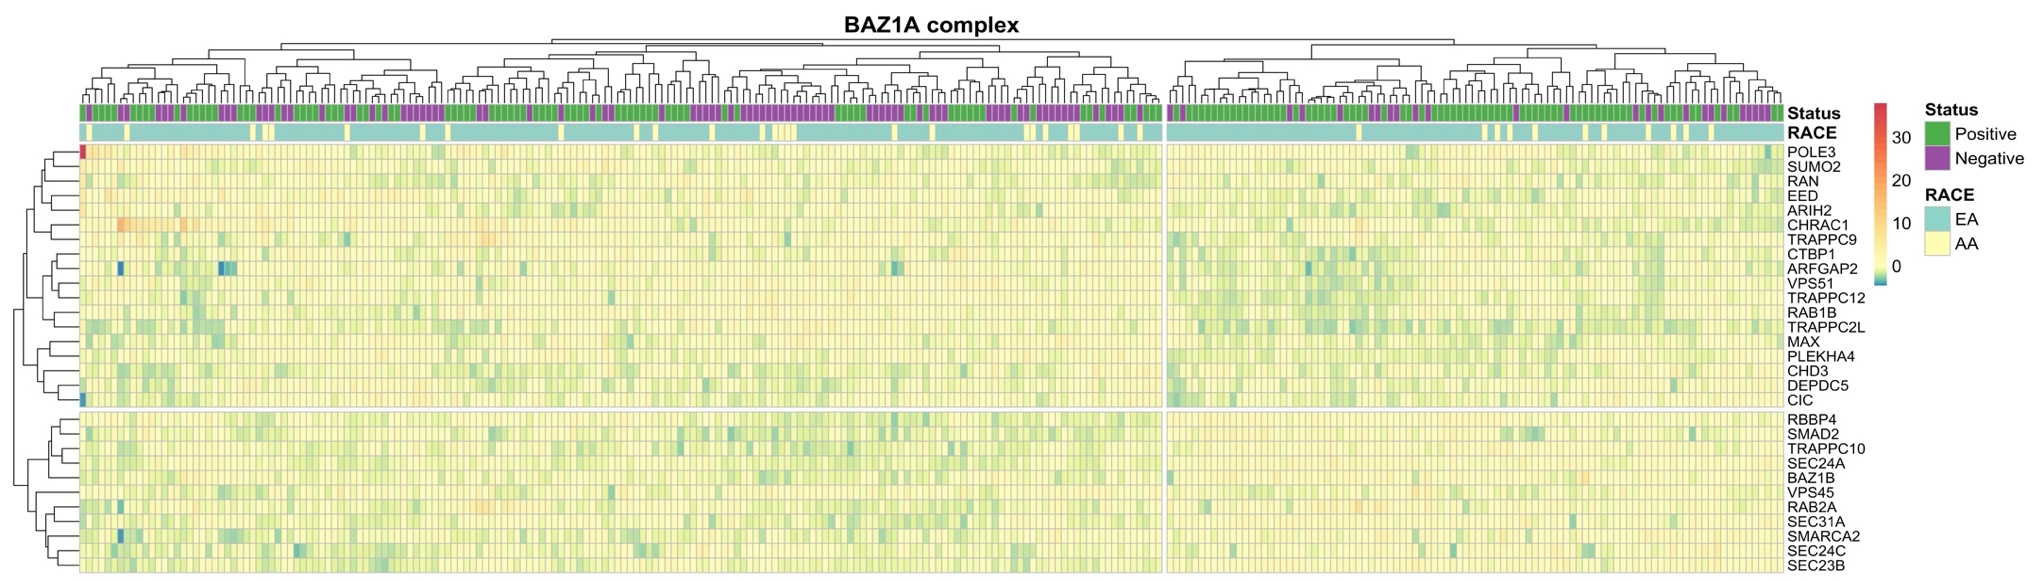 BAZ1A complex
Status
RACE
POLE3
SUMO2
RAN
EED
ARIH2
CHRAC1
TRAPPC9
CTBP1
ARFGAP2
VPS51
TRAPPC12
RAB1B
TRAPPC2L
MAX
PLEKHA4
CHD3
DEPDC5
CIC
RBBP4
SMAD2
TRAPPC10
SEC24A
BAZ1B
VPS45
RAB2A
SEC31A
SMARCA2
SEC24C
SEC23B
30
20
10
0
Status
Positive
Negative
RACE
EA
AA